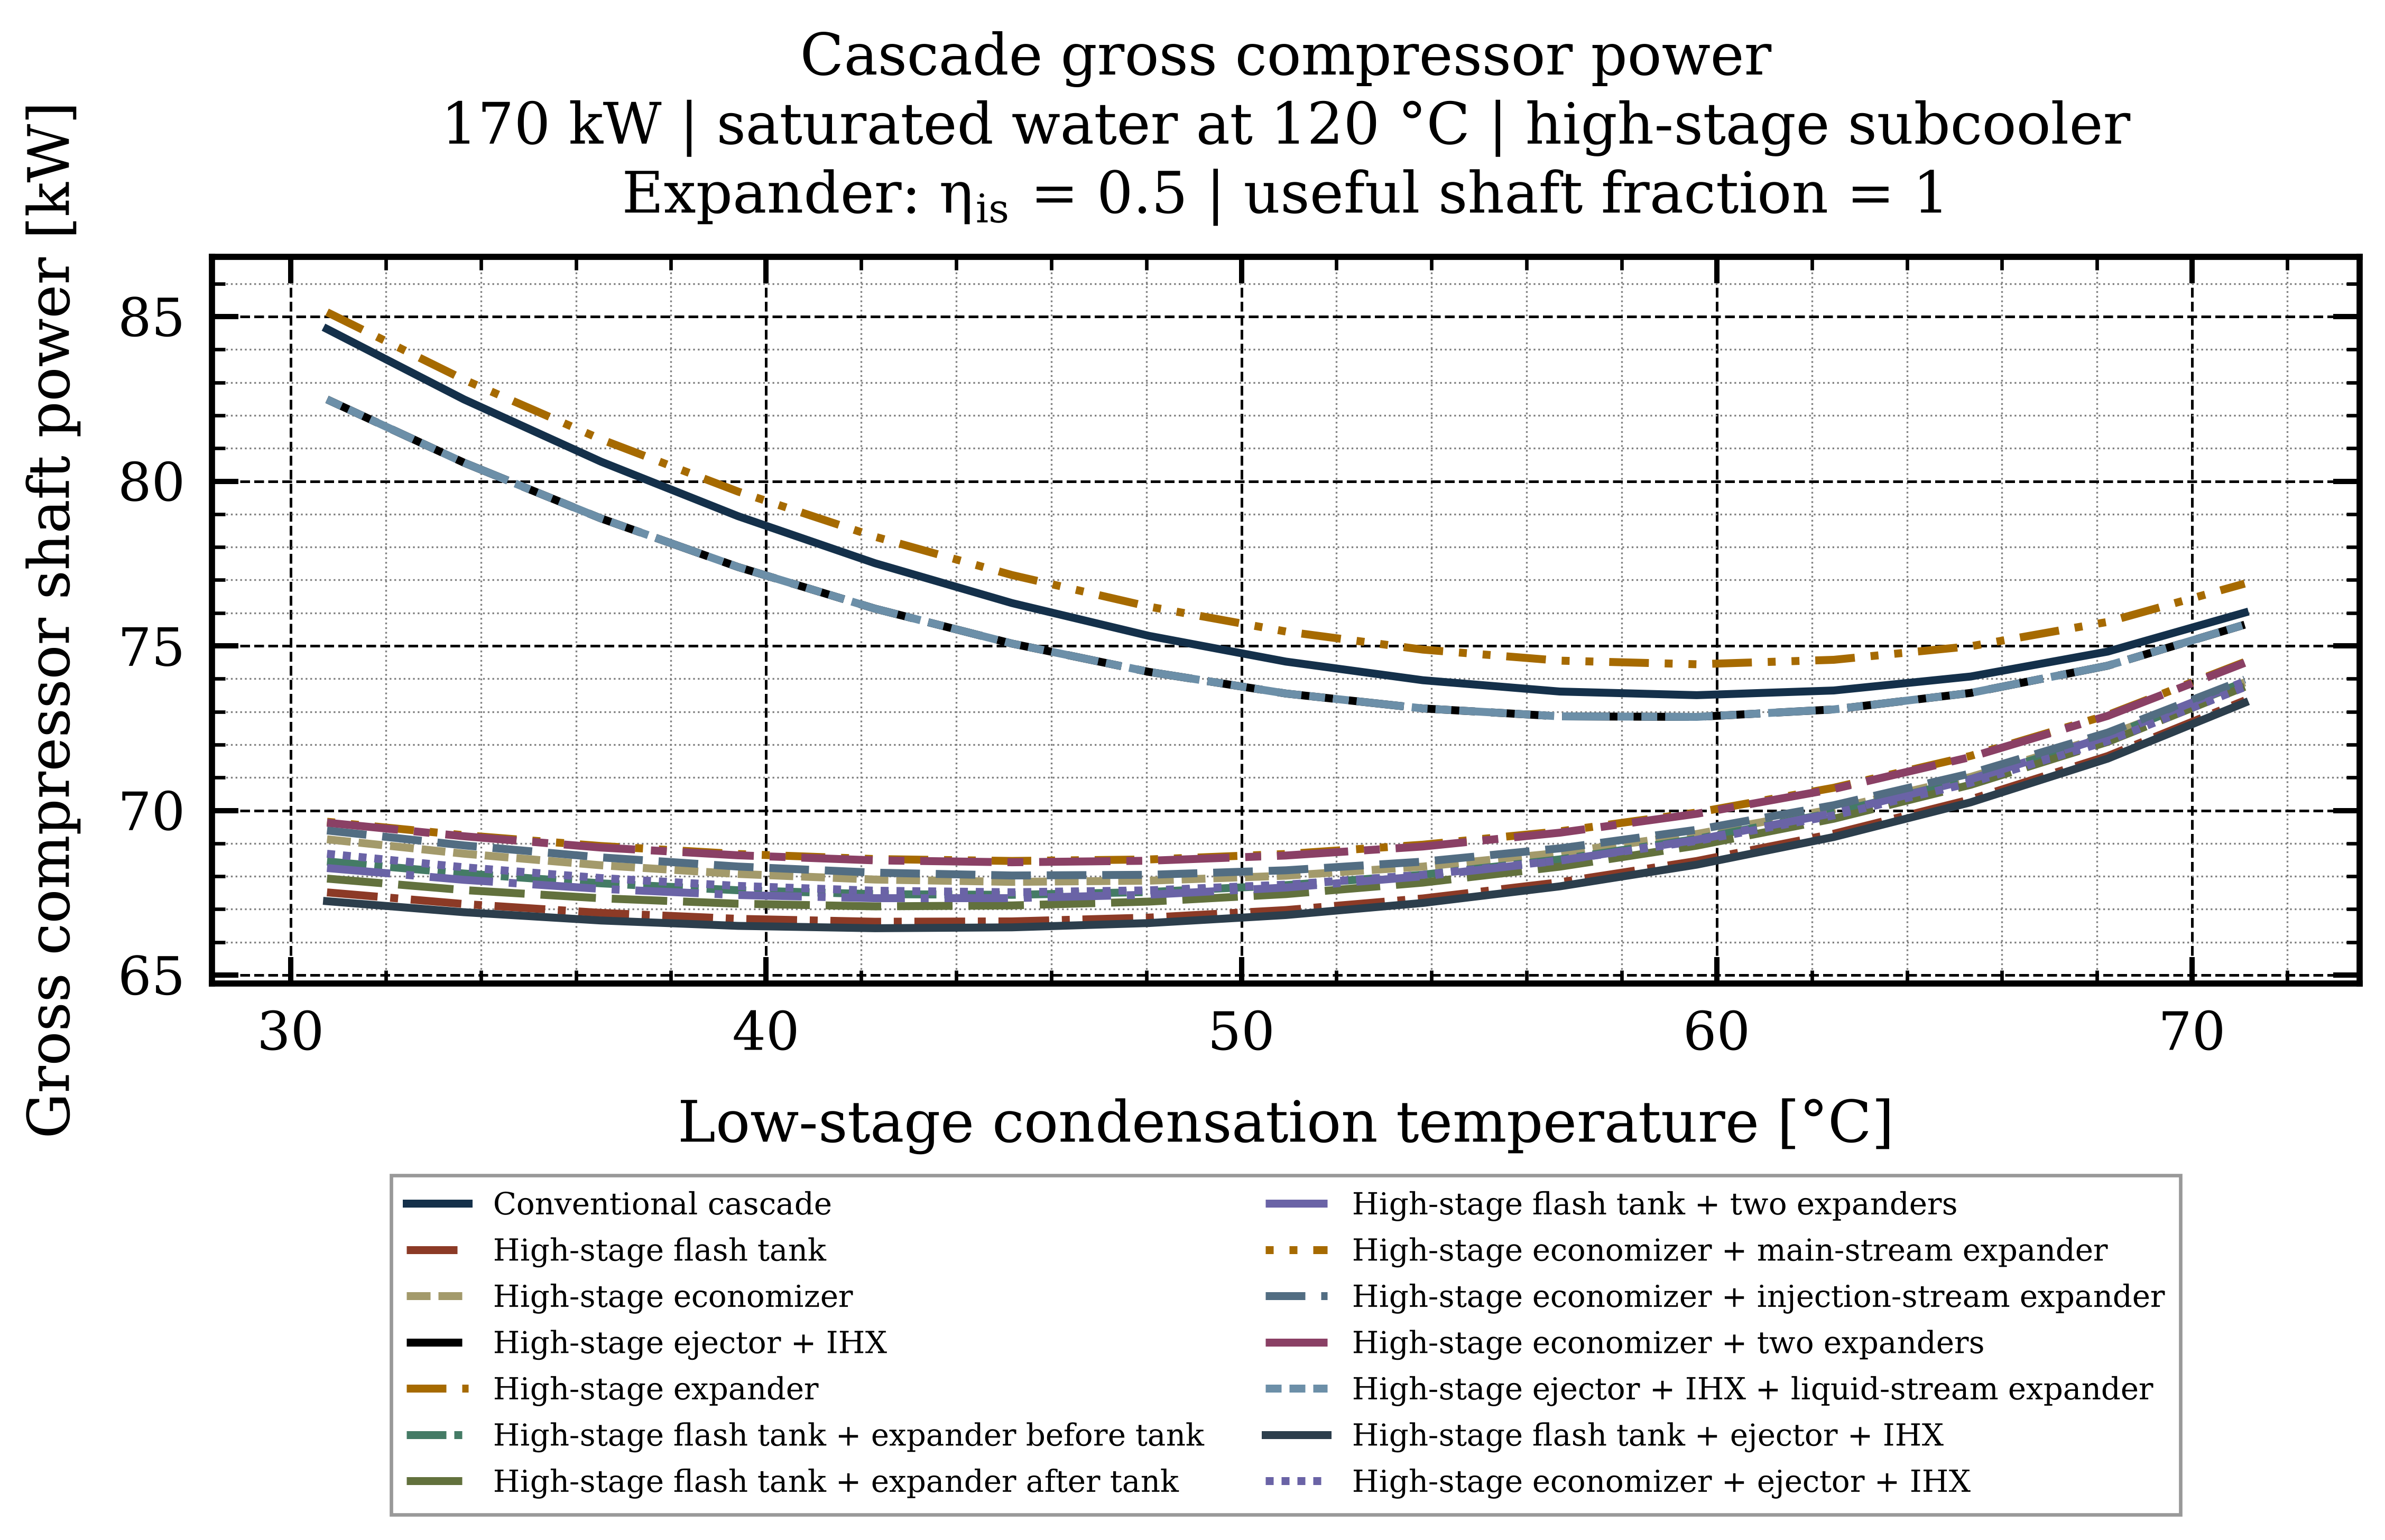 Cascade gross compressor power
170 kW | saturated water at 120 °C | high-stage subcooler
Expander: ηis = 0.5 | useful shaft fraction = 1
Gross compressor shaft power [kW]
85
80
75
70
65
30 40 50 60 70
Low-stage condensation temperature [°C]
Conventional cascade
High-stage flash tank
High-stage economizer
High-stage ejector + IHX
High-stage expander
High-stage flash tank + expander before tank
High-stage flash tank + expander after tank
High-stage flash tank + two expanders
High-stage economizer + main-stream expander
High-stage economizer + injection-stream expander
High-stage economizer + two expanders
High-stage ejector + IHX + liquid-stream expander
High-stage flash tank + ejector + IHX
High-stage economizer + ejector + IHX